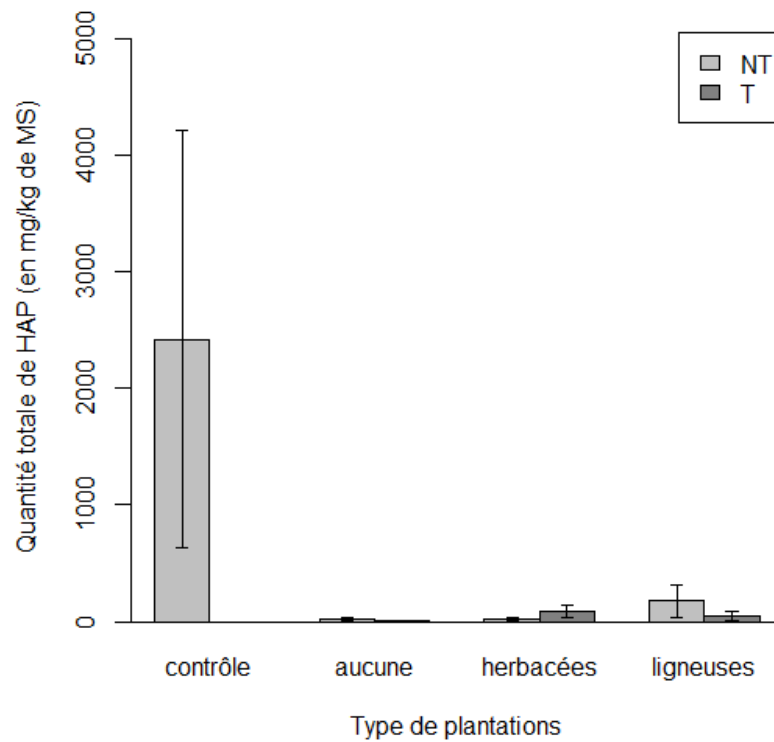 Quantité totale de HAP (en mg/kg de MS)
5000
4000
3000
2000
1000
0
NT
T
contrôle aucune herbacées ligneuses
Type de plantations